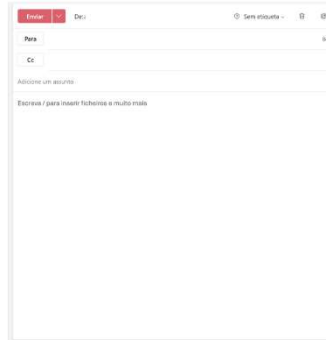 Enviar De: Sem etiqueta
Para
Cc
Adicione um assunto
Escreva / para inserir ficheiros e muito mais